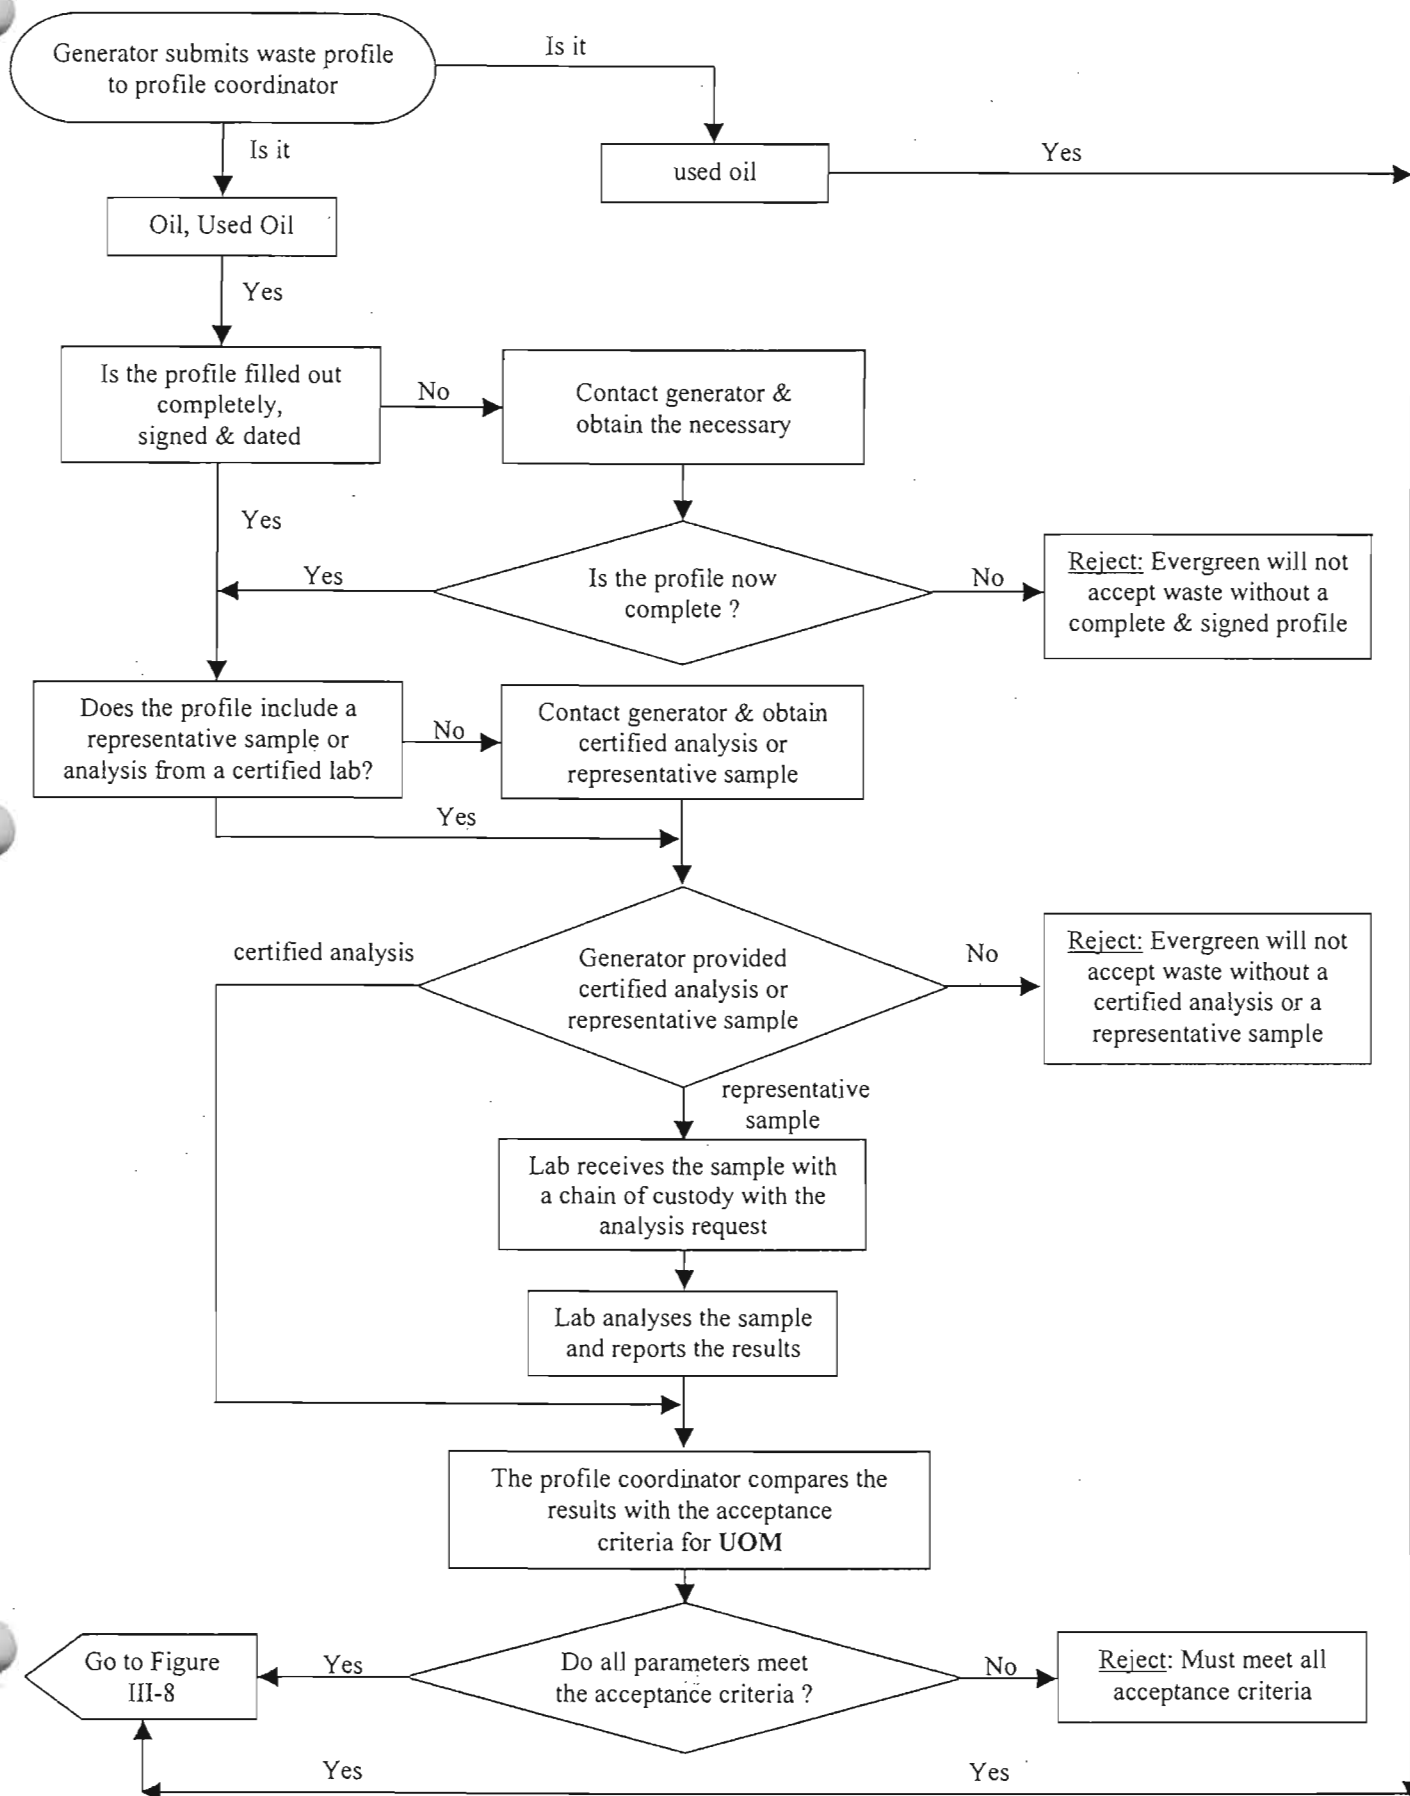 Generator submits waste profile
to profile coordinator
Is it
Is it
used oil
Yes
Oil, Used Oil
Yes
Is the profile filled out
completely,
signed & dated
No
Contact generator &
obtain the necessary
Yes
Yes
Is the profile now
complete ?
No
Reject: Evergreen will not
accept waste without a
complete & signed profile
Does the profile include a
representative sample or
analysis from a certified lab?
No
Contact generator & obtain
certified analysis or
representative sample
Yes
certified analysis
Generator provided
certified analysis or
representative sample
No
Reject: Evergreen will not
accept waste without a
certified analysis or a
representative sample
representative
sample
Lab receives the sample with
a chain of custody with the
analysis request
Lab analyses the sample
and reports the results
The profile coordinator compares the
results with the acceptance
criteria for UOM
Go to Figure
III-8
Yes
Do all parameters meet
the acceptance criteria ?
No
Reject: Must meet all
acceptance criteria
Yes
Yes